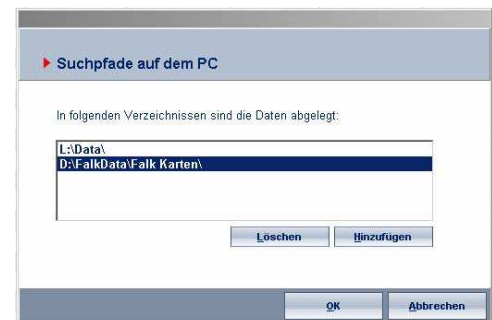 Suchpfade auf dem PC
In folgenden Verzeichnissen sind die Daten abgelegt:
L:\Data\
D:\FalkData\Falk Karten\
Löschen Hinzufügen
OK Abbrechen